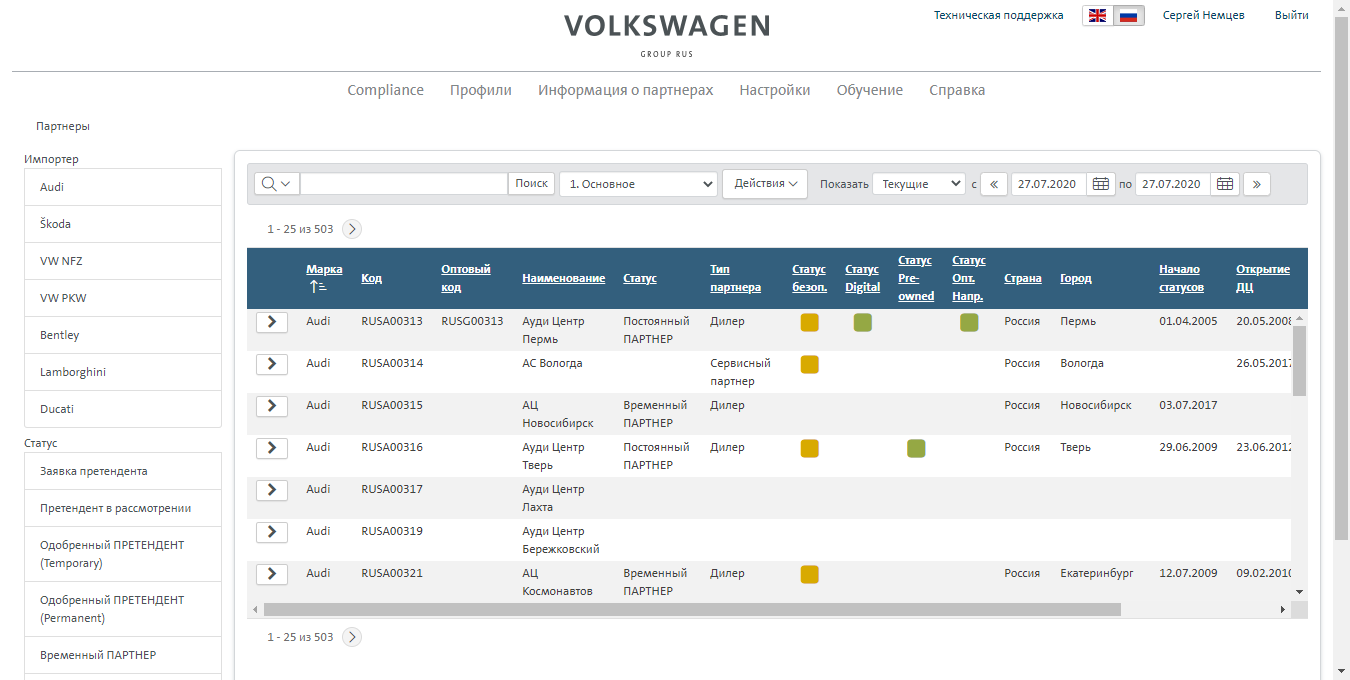 VOLKSWAGEN
GROUP RUS
Техническая поддержка Сергей Немцев Выйти
Compliance Профили Информация о партнерах Настройки Обучение Справка
Партнеры
Импортер
Audi
Škoda
VW NFZ
VW PKW
Bentley
Lamborghini
Ducati
Статус
Заявка претендента
Претендент в рассмотрении
Одобренный ПРЕТЕНДЕНТ
(Temporary)
Одобренный ПРЕТЕНДЕНТ
(Permanent)
Временный ПАРТНЕР
Поиск 1. Основное Действия Показать Текущие с « 27.07.2020 по 27.07.2020 »
1 - 25 из 503
Марка Код Оптовый код Наименование Статус Тип партнера Статус безоп. Статус Digital Статус Pre-owned Статус Опт. Напр. Страна Город Начало статусов Открытие ДЦ
Audi RUSA00313 RUSG00313 Ауди Центр Постоянный Дилер Россия Пермь 01.04.2005 20.05.2008
Пермь ПАРТНЕР
Audi RUSA00314 АС Вологда Сервисный Россия Вологда 26.05.2017
партнер
Audi RUSA00315 АЦ Временный Дилер Россия Новосибирск 03.07.2017
Новосибирск ПАРТНЕР
Audi RUSA00316 Ауди Центр Постоянный Дилер Россия Тверь 29.06.2009 23.06.2012
Тверь ПАРТНЕР
Audi RUSA00317 Ауди Центр
Лахта
Audi RUSA00319 Ауди Центр
Бережковский
Audi RUSA00321 АЦ Временный Дилер Россия Екатеринбург 12.07.2009 09.02.2010
Космонавтов ПАРТНЕР
1 - 25 из 503